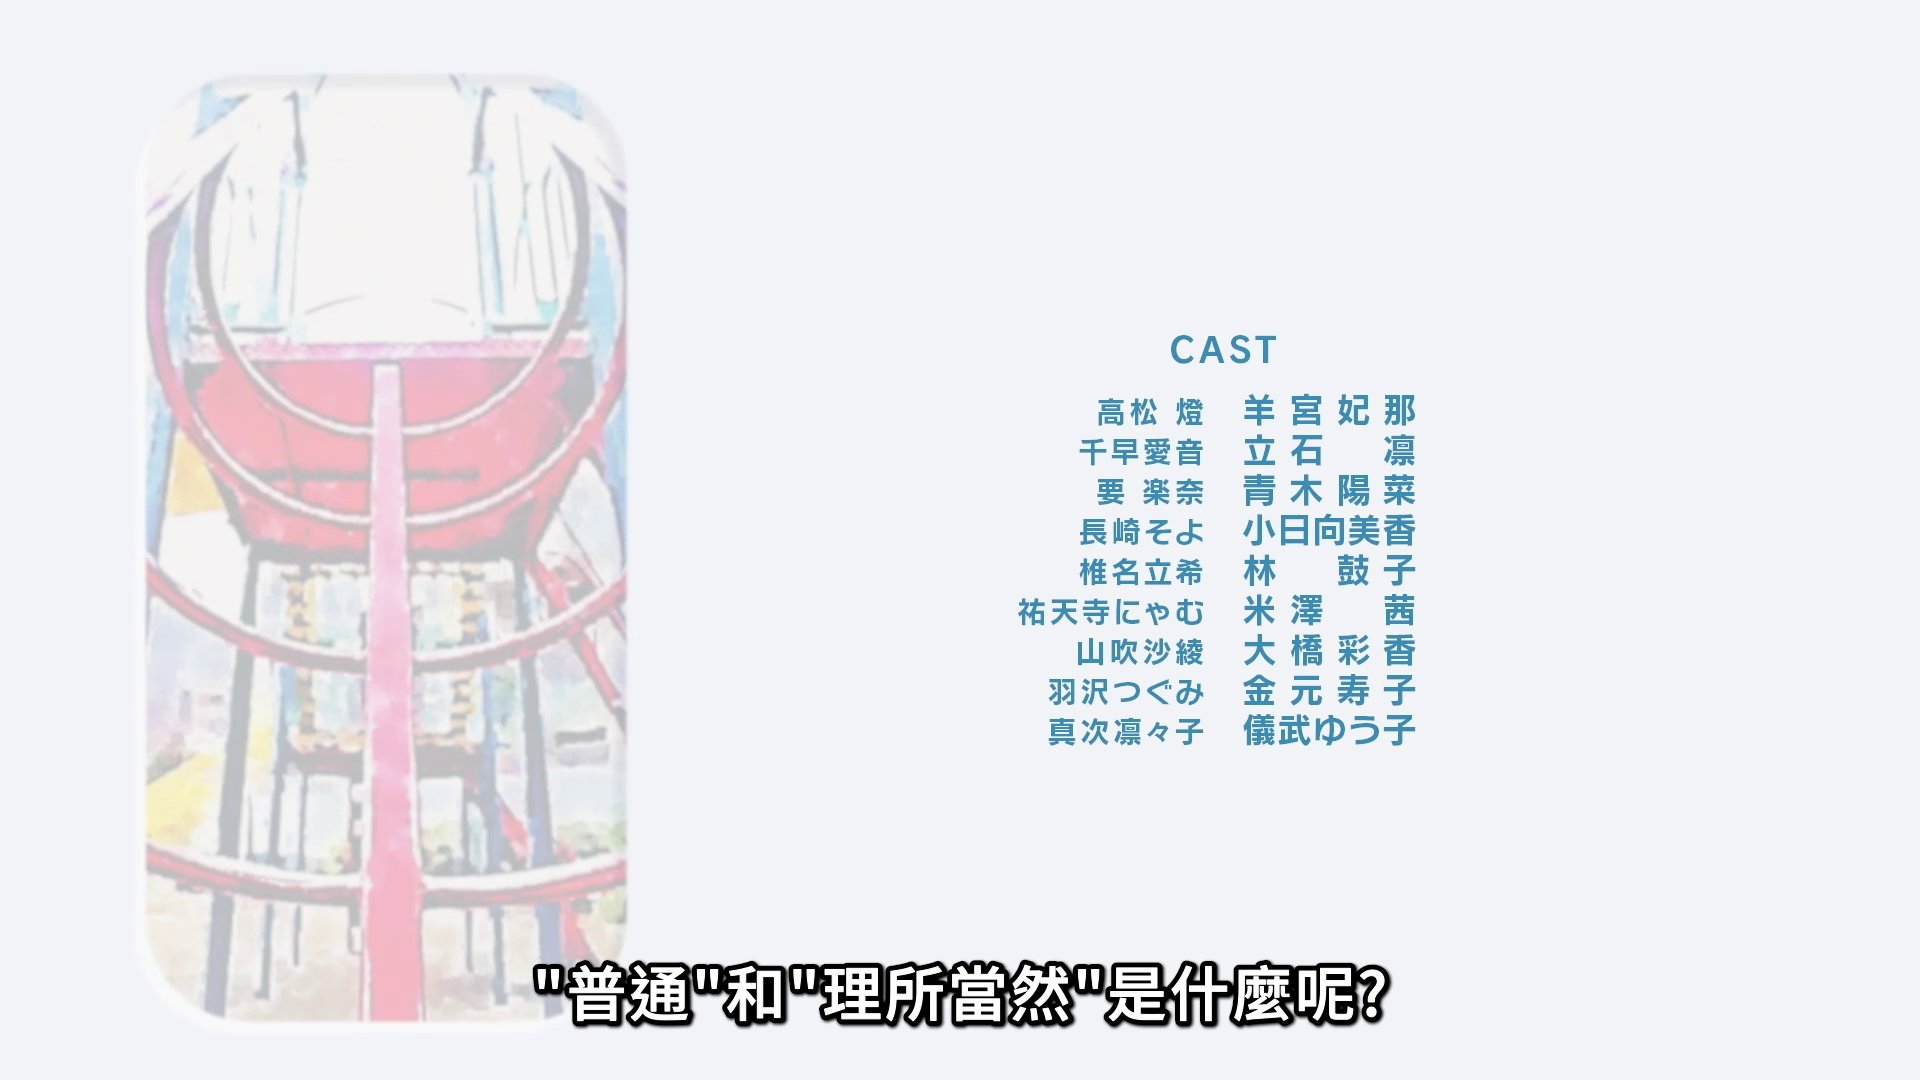 CAST
高松 燈 羊宮妃那
千早愛音 立石 凛
要 楽奈 青木陽菜
長崎そよ 小日向美香
椎名立希 林 鼓子
祐天寺にゃむ 米澤 茜
山吹沙綾 大橋彩香
羽沢つぐみ 金元寿子
真次凛々子 儀武ゆう子
"普通"和"理所當然"是什麼呢?